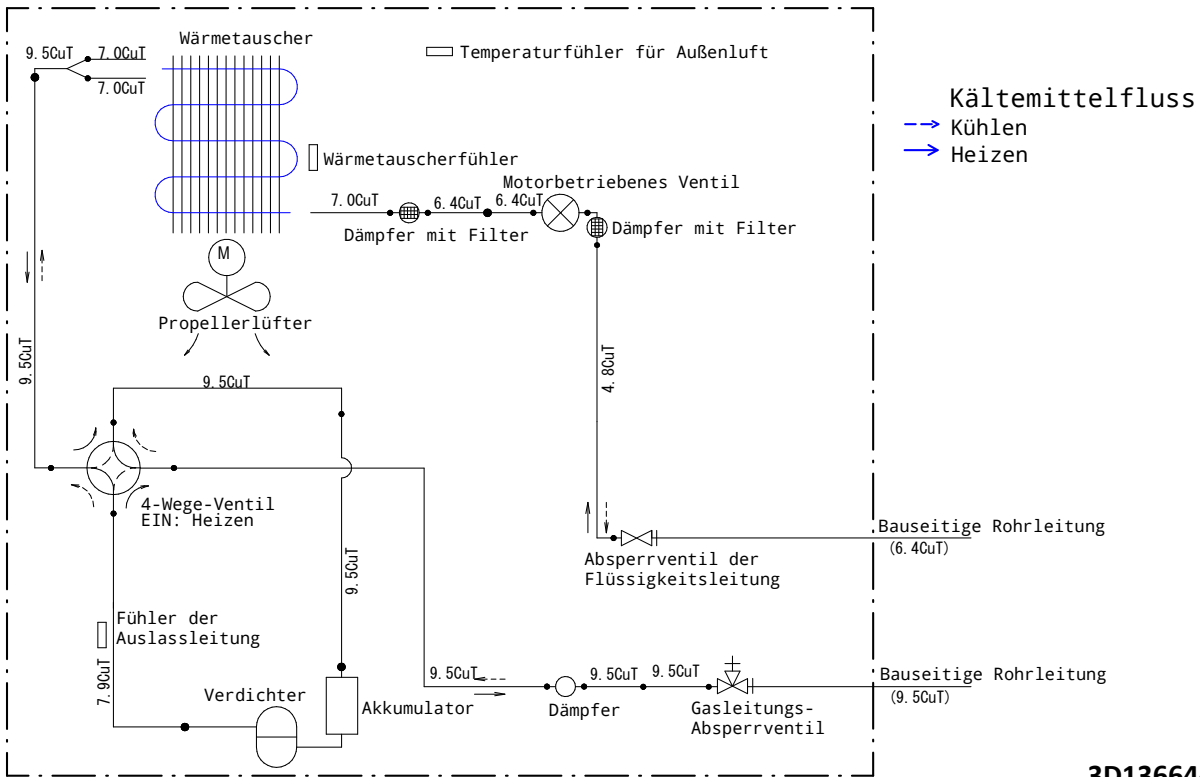 Wärmetauscher
9.5CuT
7.0CuT
7.0CuT
Temperaturfühler für Außenluft
Kältemittelfluss
Kühlen
Heizen
Wärmetauscherfühler
Motorbetriebenes Ventil
7.0CuT
6.4CuT
6.4CuT
Dämpfer mit Filter
Dämpfer mit Filter
M
Propellerlüfter
9.5CuT
9.5CuT
4.8CuT
4-Wege-Ventil
EIN: Heizen
Bauseitige Rohrleitung
(6.4CuT)
Absperrventil der
Flüssigkeitsleitung
9.5CuT
Fühler der
Auslassleitung
7.9CuT
Verdichter
Akkumulator
9.5CuT
9.5CuT
9.5CuT
Dämpfer
Gasleitungs-
Absperrventil
Bauseitige Rohrleitung
(9.5CuT)
3D13664